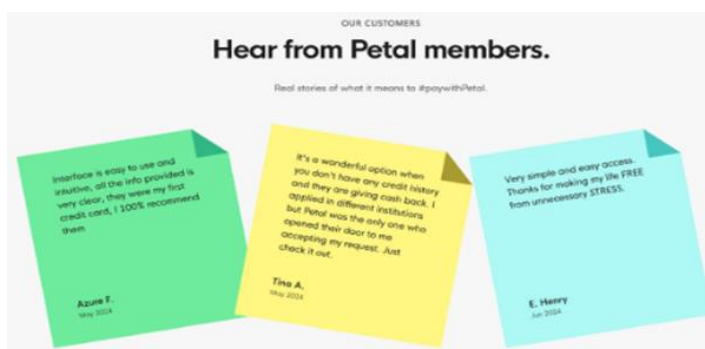 OUR CUSTOMERS
Hear from Petal members.
Real stories of what it means to #paywithPetal.
Interface is easy to use and
intuitive, all the info provided is
very clear, they were my first
credit card, I 100% recommend
them
Azure F.
May 2024
It's a wonderful option when
you don't have any credit history
and they are giving cash back. I
applied in different institutions
but Petal was the only one who
opened their door to me
accepting my request. Just
check it out.
Tina A.
May 2024
Very simple and easy access.
Thanks for making my life FREE
from unnecessary STRESS.
E. Henry
Jun 2024